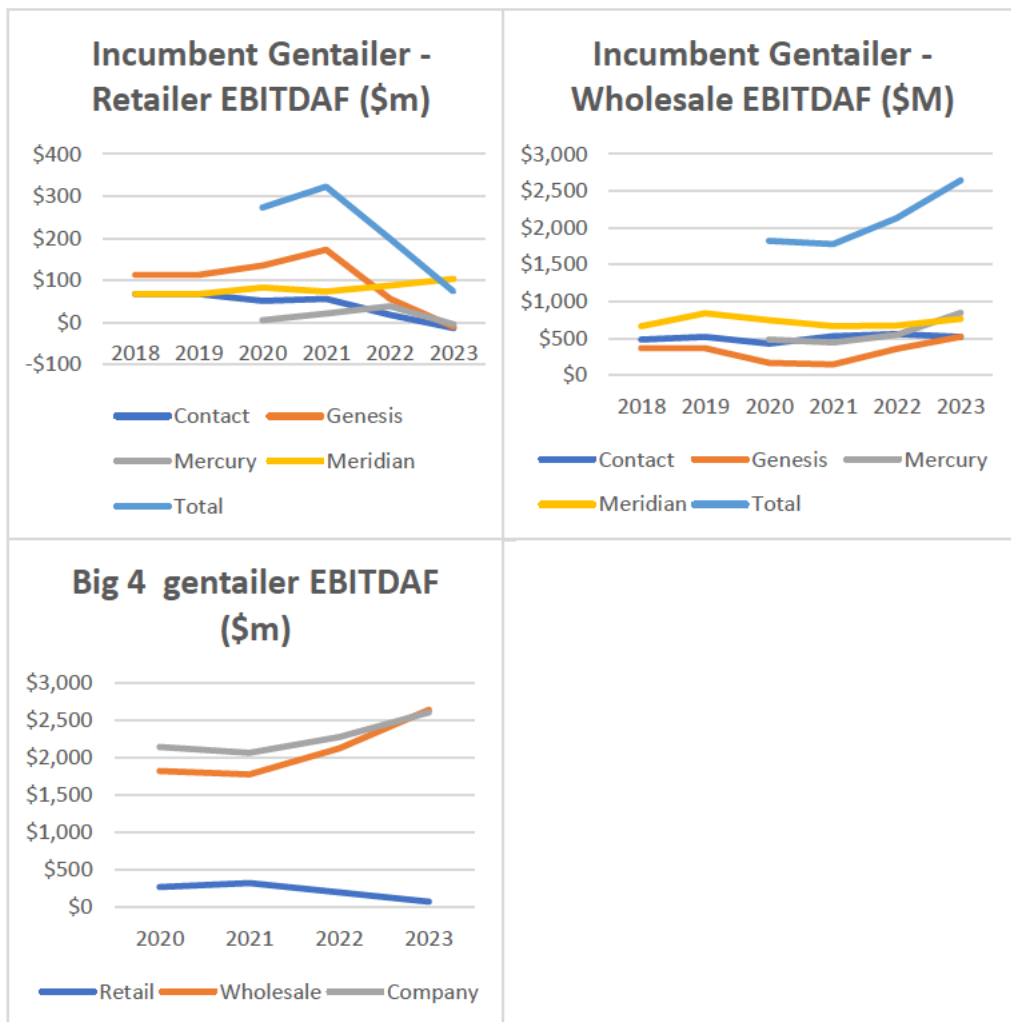 Incumbent Gentailer -
Retailer EBITDAF ($m)
$400
$300
$200
$100
$0
-$100
2018 2019 2020 2021 2022 2023
Contact Genesis
Mercury Meridian
Total
Incumbent Gentailer -
Wholesale EBITDAF ($M)
$3,000
$2,500
$2,000
$1,500
$1,000
$500
$0
2018 2019 2020 2021 2022 2023
Contact Genesis Mercury
Meridian Total
Big 4 gentailer EBITDAF
($m)
$3,000
$2,500
$2,000
$1,500
$1,000
$500
$0
2020 2021 2022 2023
Retail Wholesale Company